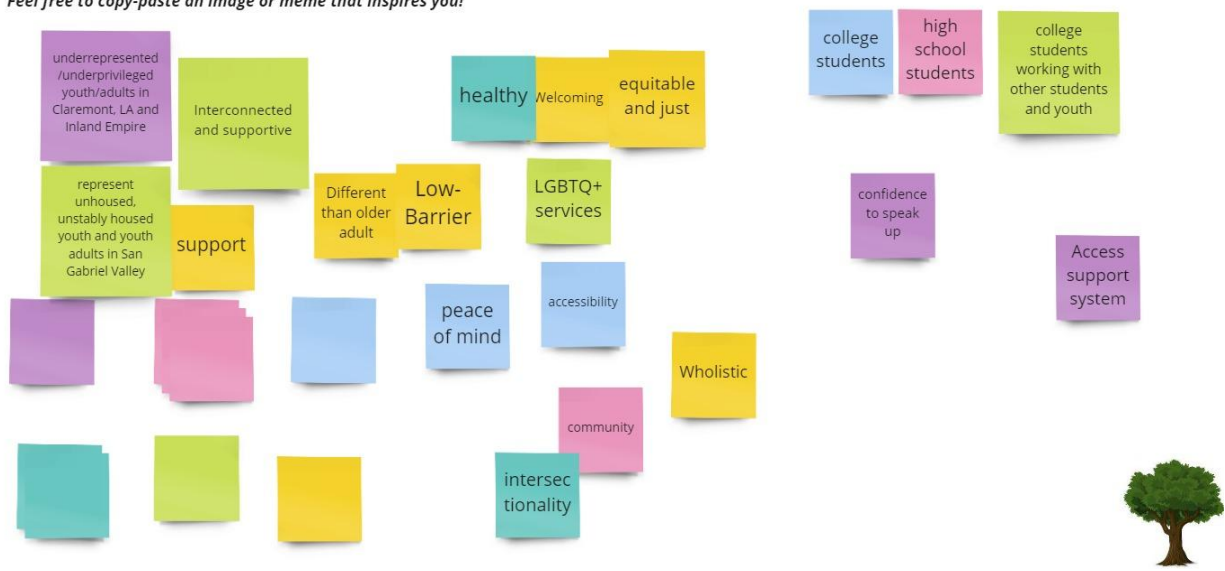 Feel free to copy-paste an image or meme that inspires you!
underrepresented
/underprivileged
youth/adults in
Claremont, LA and
Inland Empire
Interconnected
and supportive
healthy
Welcoming
equitable
and just
college
students
high
school
students
college
students
working with
other students
and youth
represent
unhoused,
unstably housed
youth and youth
adults in San
Gabriel Valley
support
Different
than older
adult
Low-
Barrier
LGBTQ+
services
confidence
to speak
up
Access
support
system
peace
of mind
accessibility
Wholistic
community
intersec
tionality